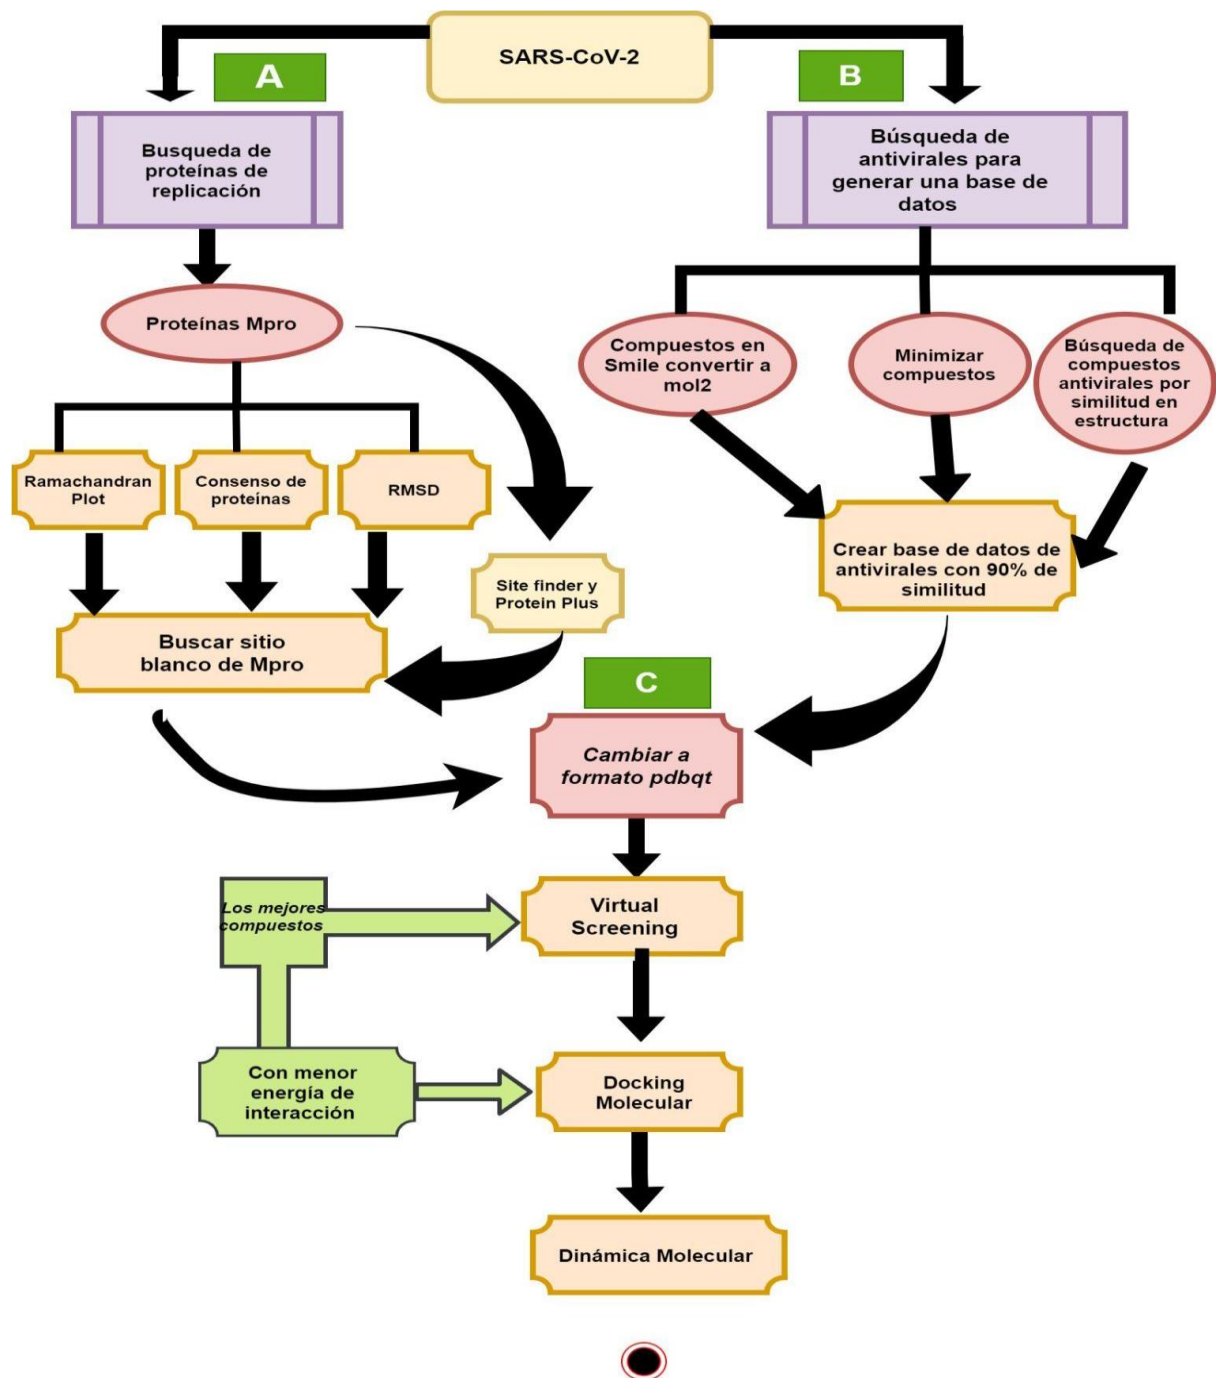 SARS-CoV-2
A
B
Busqueda de
proteínas de
replicación
Búsqueda de
antivirales para
generar una base de
datos
Proteínas Mpro
Compuestos en
Smile convertir a
mol2
Minimizar
compuestos
Búsqueda de
compuestos
antivirales por
similitud en
estructura
Ramachandran
Plot
Consenso de
proteínas
RMSD
Crear base de datos de
antivirales con 90% de
similitud
Site finder y
Protein Plus
Buscar sitio
blanco de Mpro
C
Cambiar a
formato pdbqt
Los mejores
compuestos
Virtual
Screening
Con menor
energía de
interacción
Docking
Molecular
Dinámica Molecular